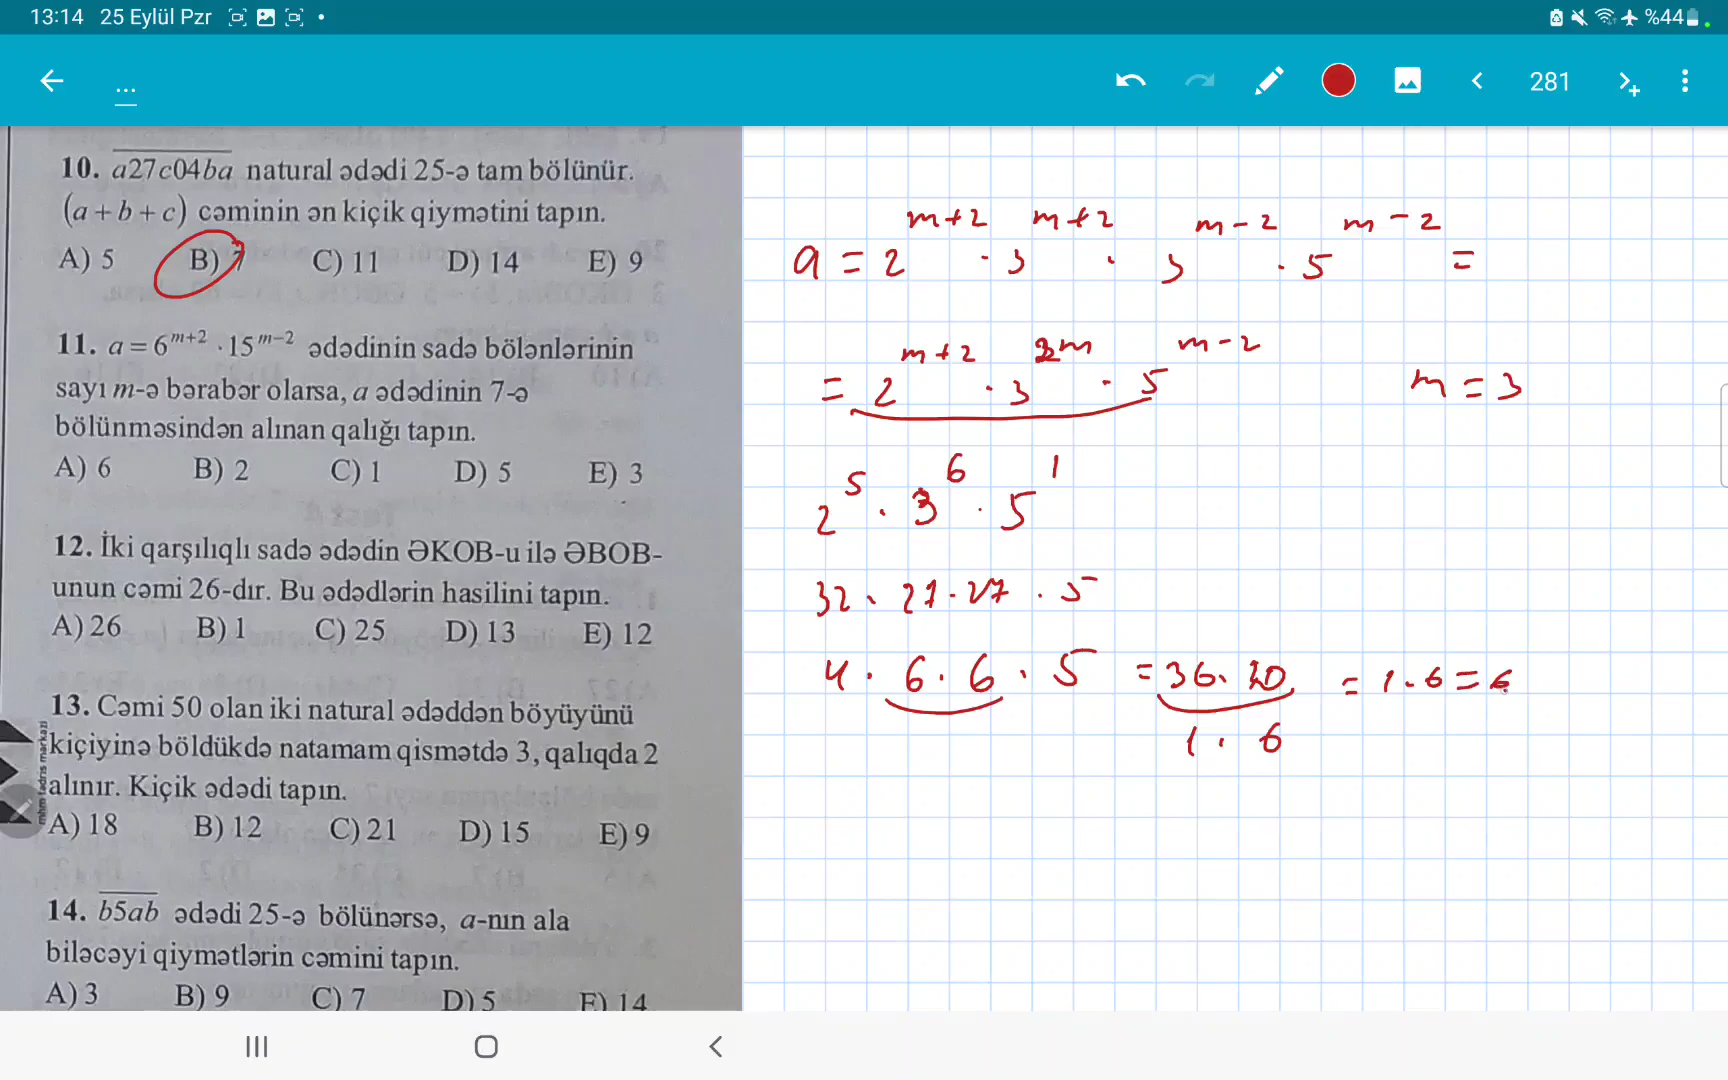 13:14 25 Eylül Pzr
%44
...
281
10. a27c04ba natural ədədi 25-ə tam bölünür.
(a+b+c) cəminin ən kiçik qiymətini tapın.
A) 5 B) 7 C) 11 D) 14 E) 9
11. a = 6^{m+2} · 15^{m−2} ədədinin sadə bölənlərinin
sayı m-ə bərabər olarsa, a ədədinin 7-ə
bölünməsindən alınan qalığı tapın.
A) 6 B) 2 C) 1 D) 5 E) 3
12. İki qarşılıqlı sadə ədədin ƏKOB-u ilə ƏBOB-
unun cəmi 26-dır. Bu ədədlərin hasilini tapın.
A) 26 B) 1 C) 25 D) 13 E) 12
13. Cəmi 50 olan iki natural ədəddən böyüyünü
kiçiyinə böldükdə natamam qismətdə 3, qalıqda 2
alınır. Kiçik ədədi tapın.
A) 18 B) 12 C) 21 D) 15 E) 9
14. b5ab ədədi 25-ə bölünərsə, a-nın ala
biləcəyi qiymətlərin cəmini tapın.
A) 3 B) 9 C) 7 D) 5 E) 14
mhm tədris mərkəzi
a = 2^{m+2} · 3^{m+2} · 3^{m−2} · 5^{m−2} =
= 2^{m+2} · 3^{2m} · 5^{m−2} m = 3
2^5 · 3^6 · 5^1
32 · 27 · 27 · 5
4 · 6 · 6 · 5 = 36 · 20 = 1 · 6 = 6
1 · 6